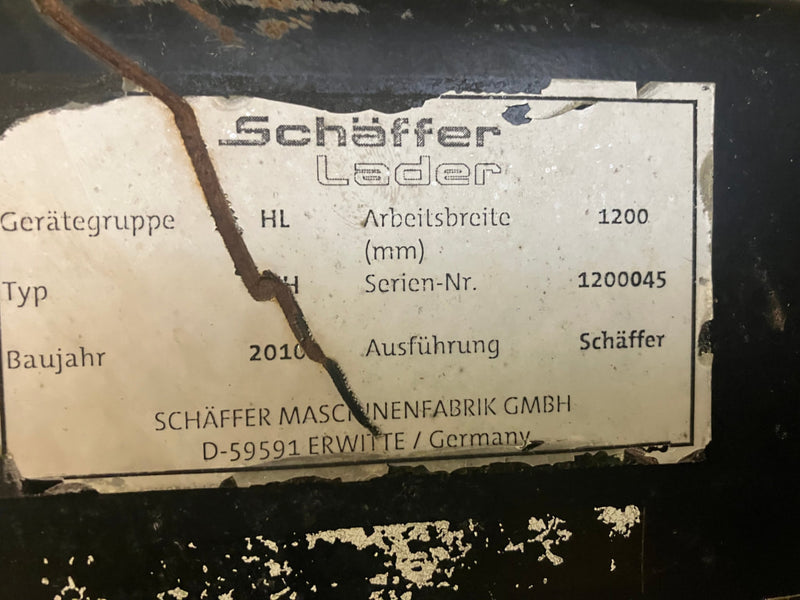 Schäffer
Lader
Gerätegruppe HL Arbeitsbreite 1200
(mm)
Typ Serien-Nr. 1200045
Baujahr 2010 Ausführung Schäffer
SCHÄFFER MASCHINENFABRIK GMBH
D-59591 ERWITTE / Germany